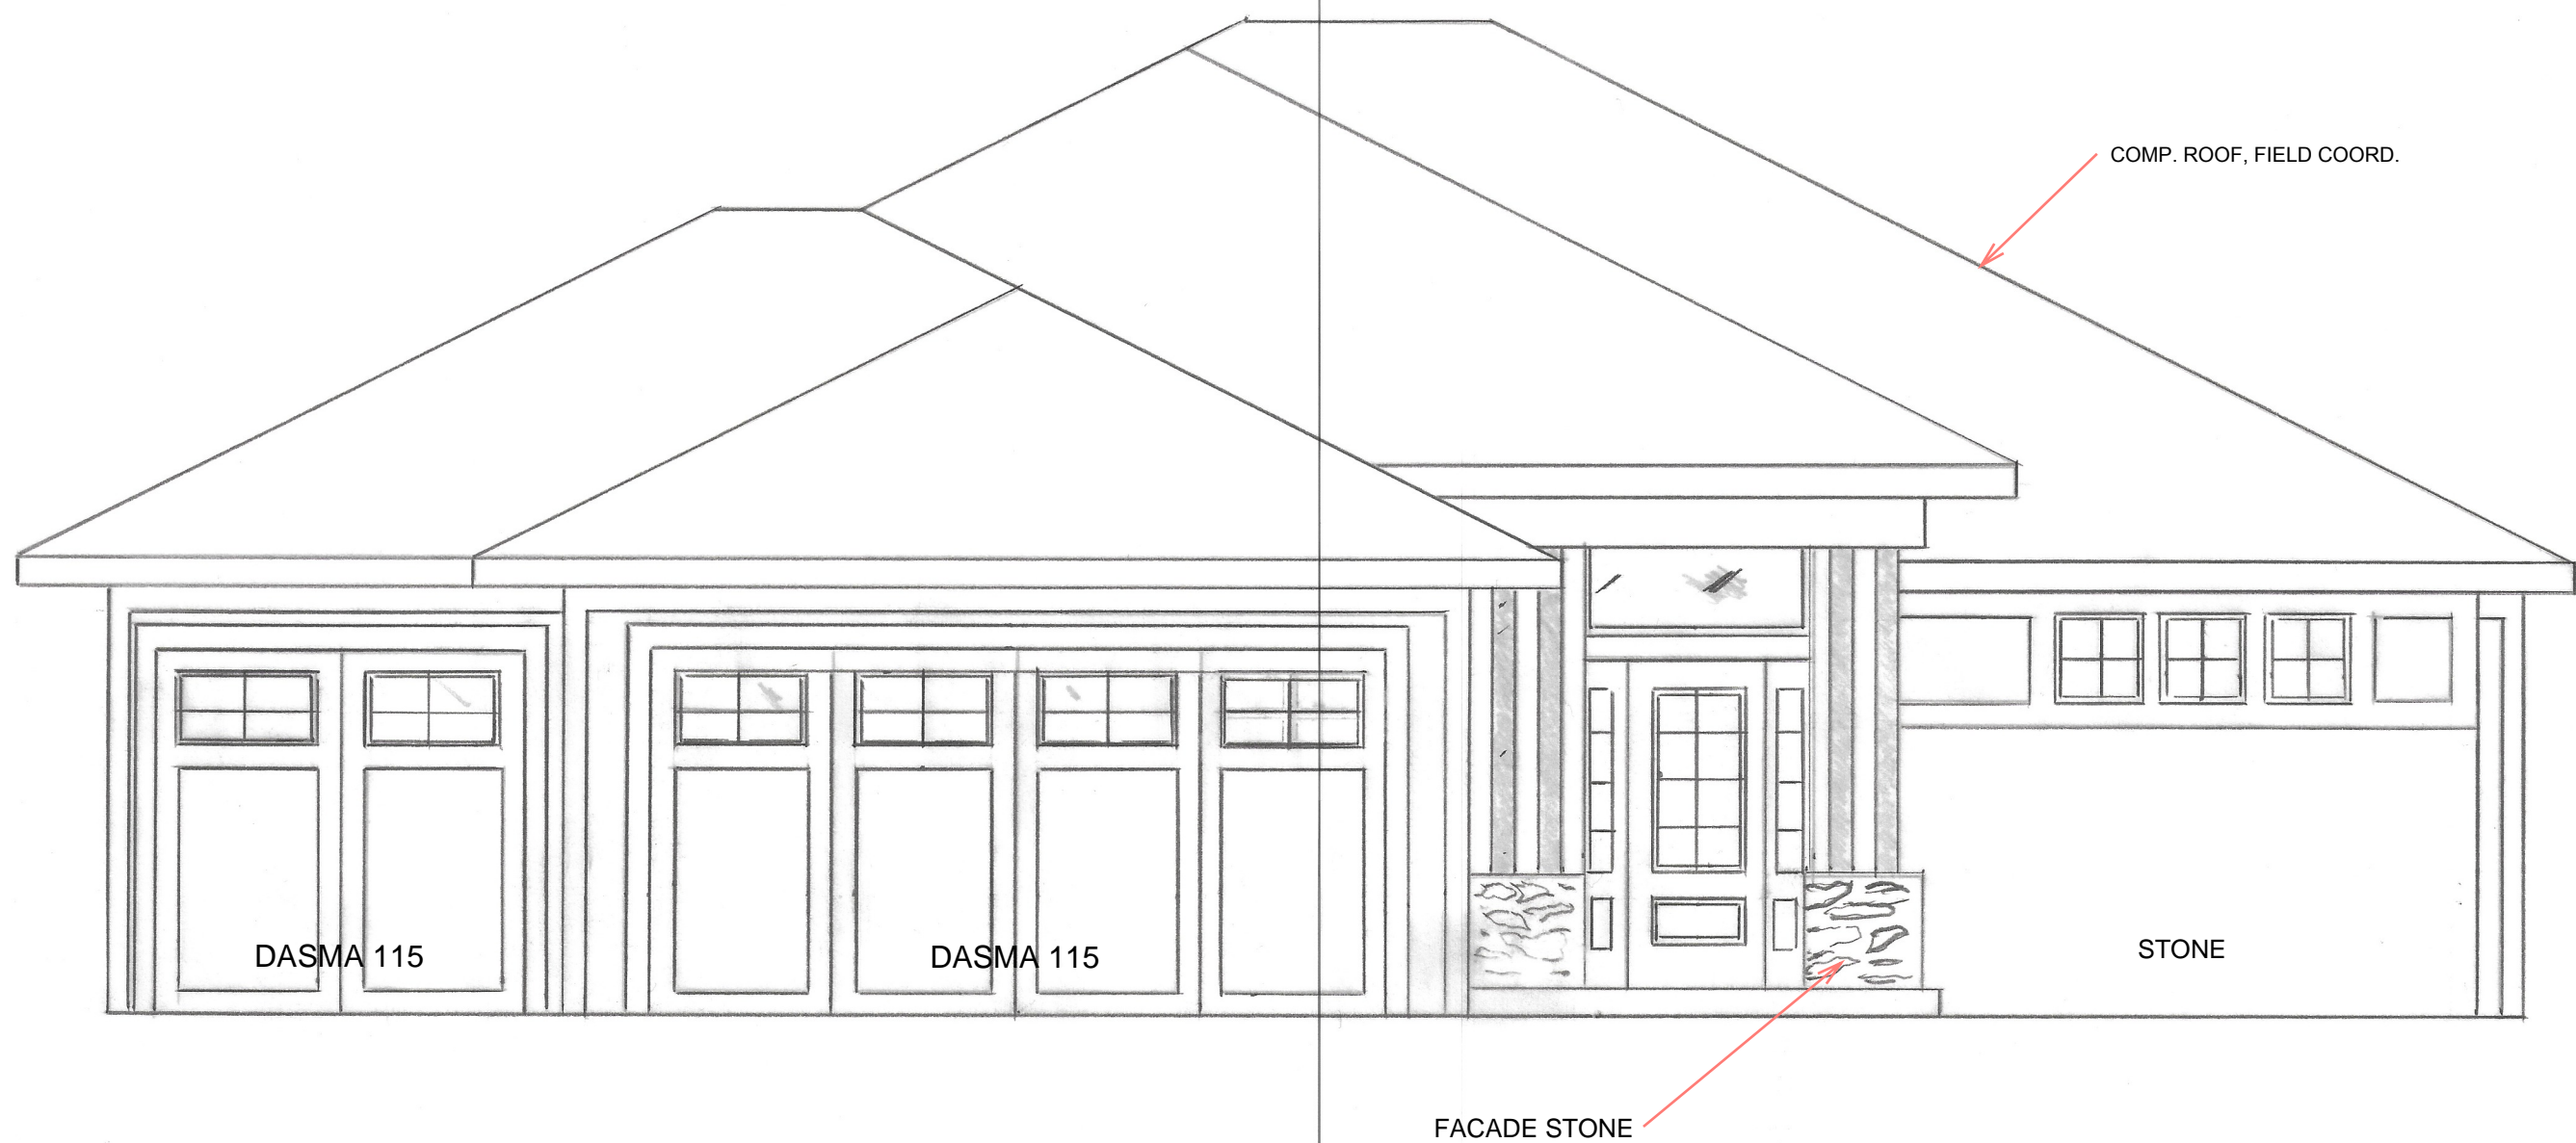 COMP. ROOF, FIELD COORD.
DASMA 115
DASMA 115
STONE
FACADE STONE